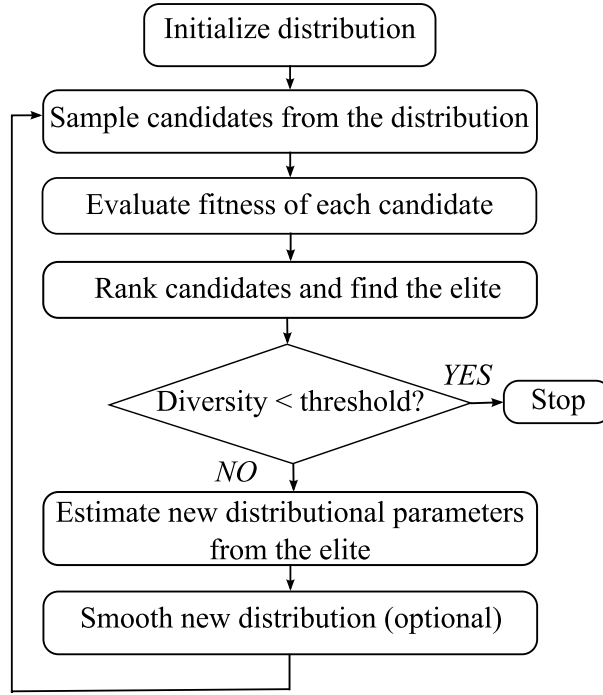 Initialize distribution
Sample candidates from the distribution
Evaluate fitness of each candidate
Rank candidates and find the elite
Diversity < threshold?
YES
Stop
NO
Estimate new distributional parameters
from the elite
Smooth new distribution (optional)